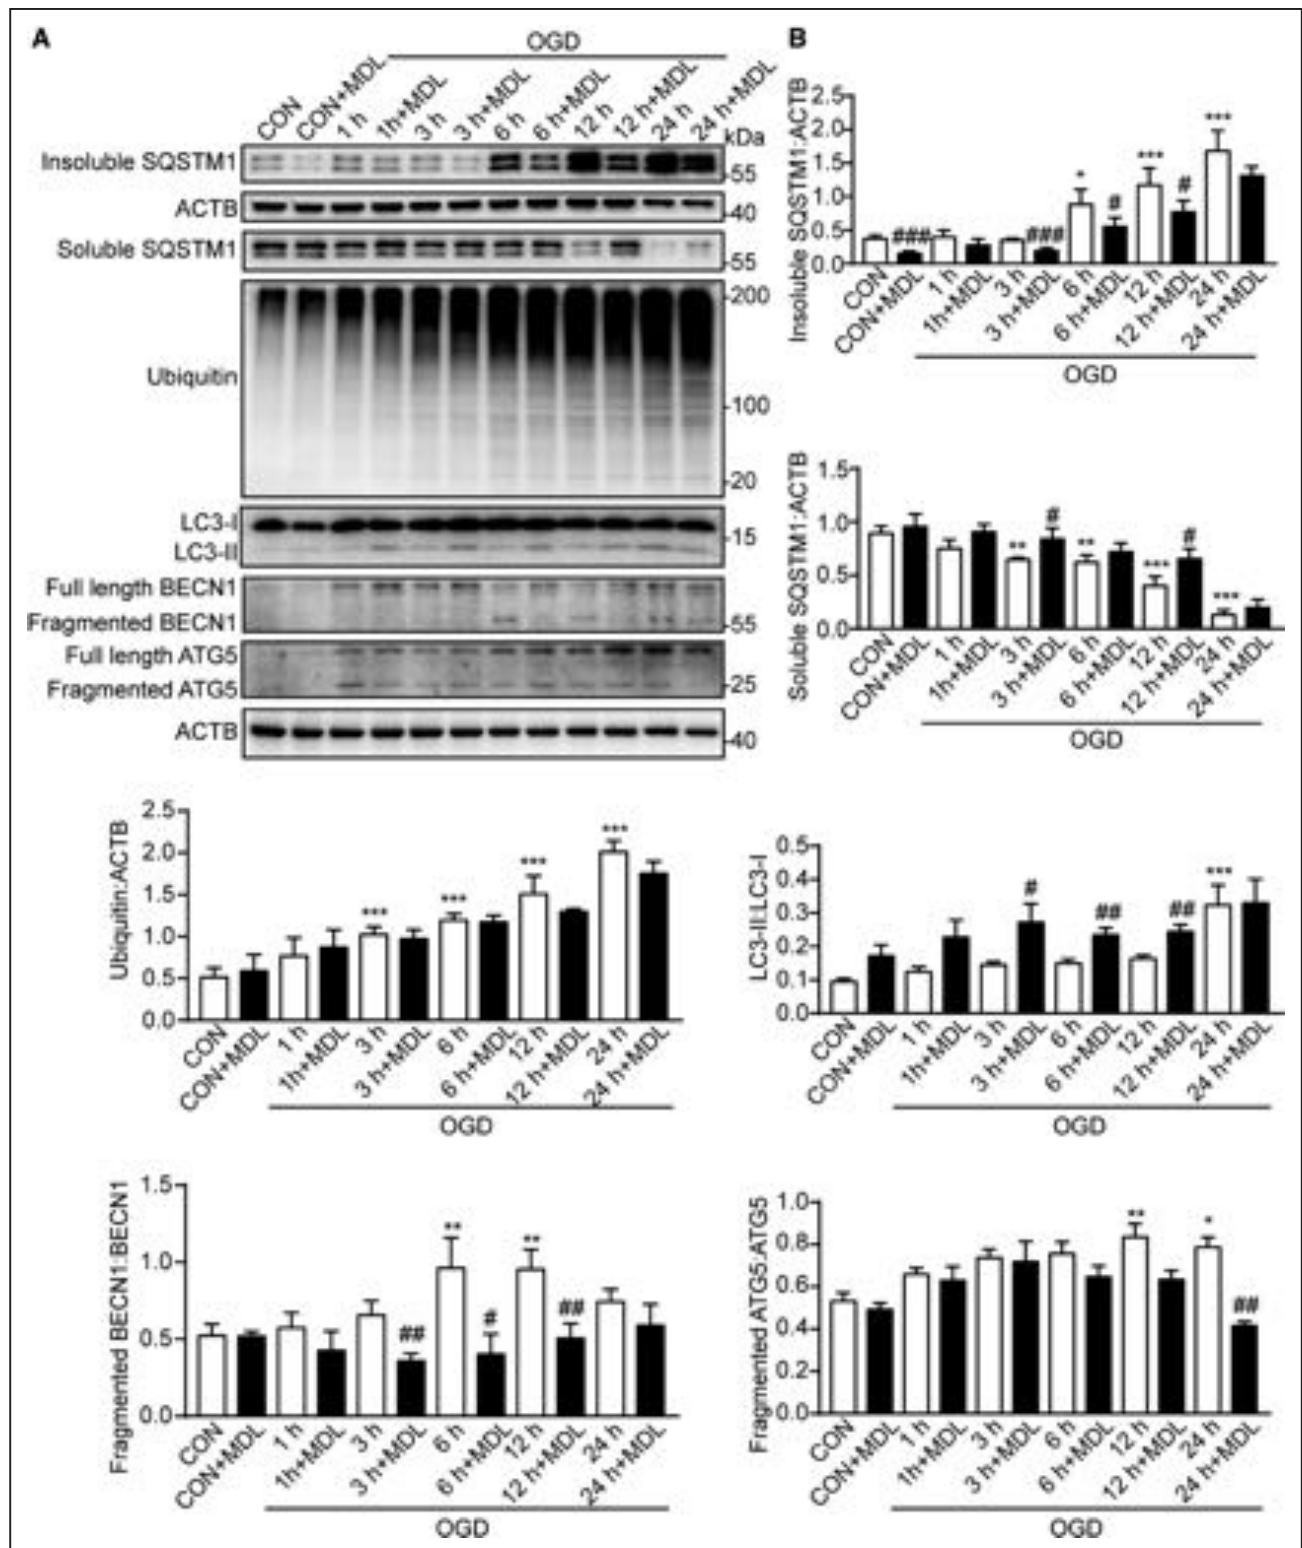 A
OGD
CON
CON+MDL
1 h
1h+MDL
3 h
3 h+MDL
6 h
6 h+MDL
12 h
12 h+MDL
24 h
24 h+MDL
kDa
Insoluble SQSTM1
55
ACTB
40
Soluble SQSTM1
55
Ubiquitin
200
100
20
LC3-I
LC3-II
15
Full length BECN1
Fragmented BECN1
55
Full length ATG5
Fragmented ATG5
25
ACTB
40
B
Insoluble SQSTM1:ACTB
2.5
2.0
1.5
1.0
0.5
0.0
###
###
*
#
***
#
***
CON
CON+MDL
1 h
1h+MDL
3 h
3 h+MDL
6 h
6 h+MDL
12 h
12 h+MDL
24 h
24 h+MDL
OGD
Soluble SQSTM1:ACTB
1.5
1.0
0.5
0.0
**
#
**
***
#
***
CON
CON+MDL
1 h
1h+MDL
3 h
3 h+MDL
6 h
6 h+MDL
12 h
12 h+MDL
24 h
24 h+MDL
OGD
Ubiquitin:ACTB
2.5
2.0
1.5
1.0
0.5
0.0
***
***
***
***
CON
CON+MDL
1 h
1h+MDL
3 h
3 h+MDL
6 h
6 h+MDL
12 h
12 h+MDL
24 h
24 h+MDL
OGD
LC3-II:LC3-I
0.5
0.4
0.3
0.2
0.1
0.0
#
##
##
***
CON
CON+MDL
1 h
1h+MDL
3 h
3 h+MDL
6 h
6 h+MDL
12 h
12 h+MDL
24 h
24 h+MDL
OGD
Fragmented BECN1:BECN1
1.5
1.0
0.5
0.0
##
**
#
**
##
CON
CON+MDL
1 h
1h+MDL
3 h
3 h+MDL
6 h
6 h+MDL
12 h
12 h+MDL
24 h
24 h+MDL
OGD
Fragmented ATG5:ATG5
1.0
0.8
0.6
0.4
0.2
0.0
**
*
##
CON
CON+MDL
1 h
1h+MDL
3 h
3 h+MDL
6 h
6 h+MDL
12 h
12 h+MDL
24 h
24 h+MDL
OGD